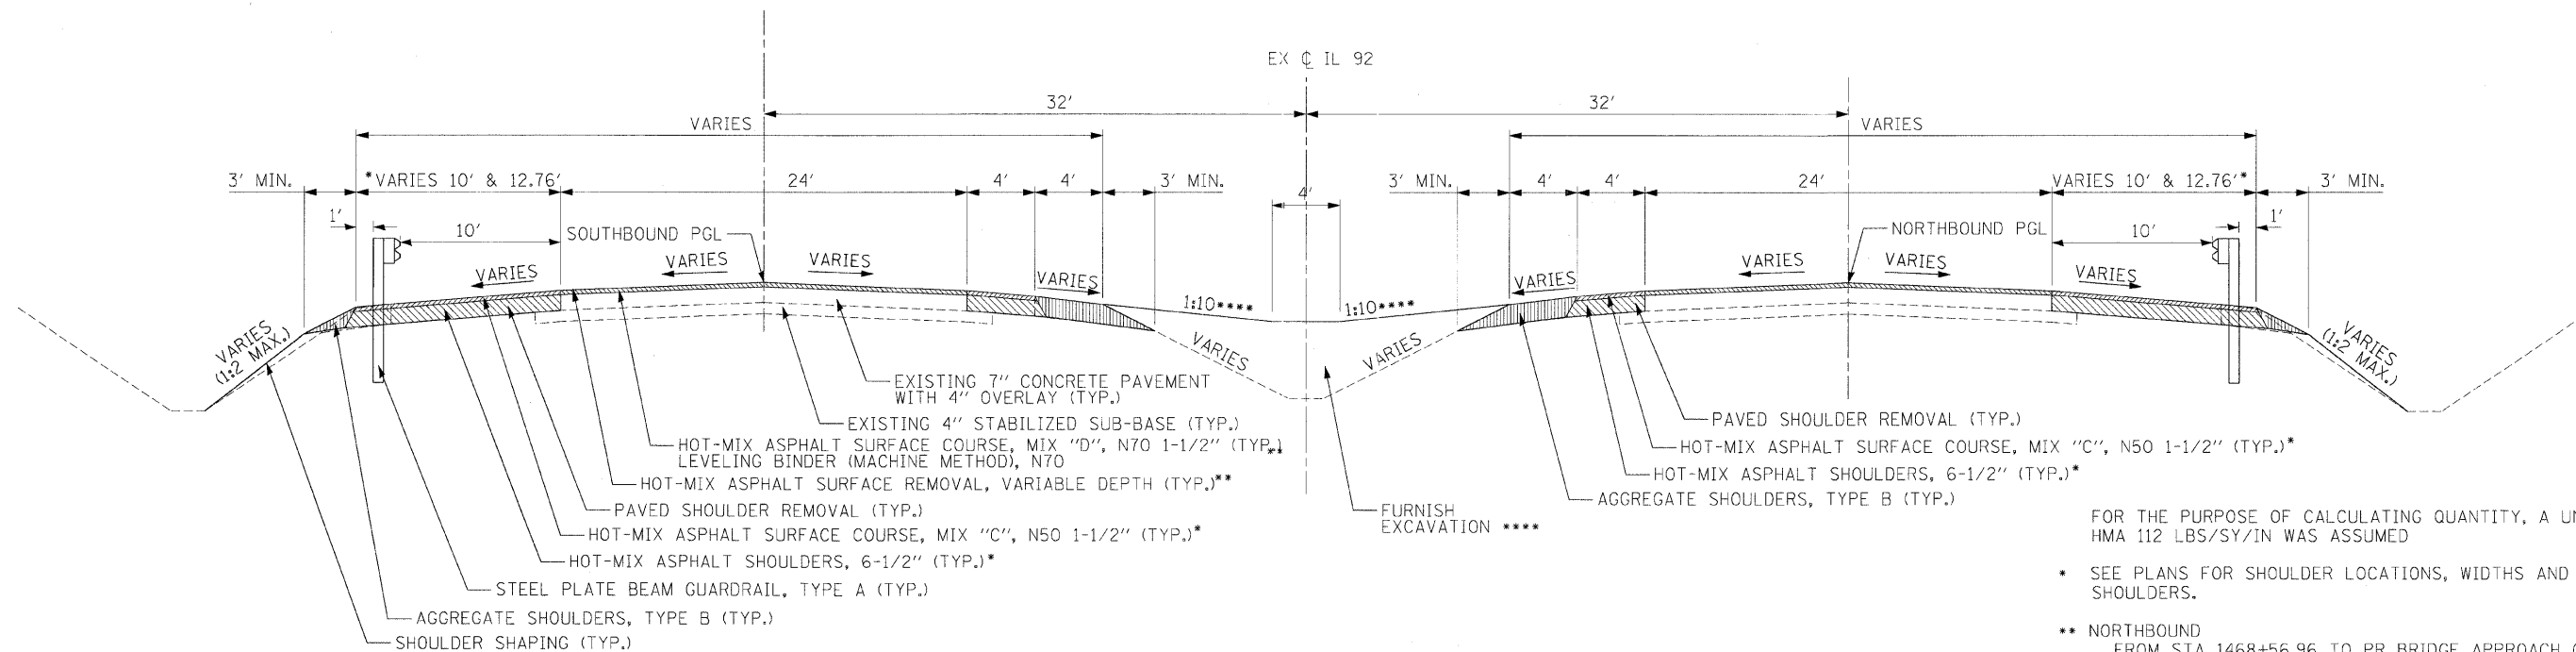 EX ℄ IL 92
32' 32'
VARIES VARIES
3' MIN. *VARIES 10' & 12.76' 24' 4' 4' 3' MIN. 4' 3' MIN. 4' 4' 24' VARIES 10' & 12.76'* 3' MIN.
1' 10' 10' 1'
SOUTHBOUND PGL
NORTHBOUND PGL
VARIES VARIES VARIES VARIES
VARIES VARIES VARIES VARIES
1:10**** 1:10****
VARIES
(1:2 MAX.)
VARIES VARIES
VARIES
(1:2 MAX.)
EXISTING 7" CONCRETE PAVEMENT
WITH 4" OVERLAY (TYP.)
EXISTING 4" STABILIZED SUB-BASE (TYP.)
HOT-MIX ASPHALT SURFACE COURSE, MIX "D", N70 1-1/2" (TYP.)
LEVELING BINDER (MACHINE METHOD), N70
HOT-MIX ASPHALT SURFACE REMOVAL, VARIABLE DEPTH (TYP.)**
PAVED SHOULDER REMOVAL (TYP.)
HOT-MIX ASPHALT SURFACE COURSE, MIX "C", N50 1-1/2" (TYP.)*
HOT-MIX ASPHALT SHOULDERS, 6-1/2" (TYP.)*
STEEL PLATE BEAM GUARDRAIL, TYPE A (TYP.)
AGGREGATE SHOULDERS, TYPE B (TYP.)
SHOULDER SHAPING (TYP.)
FURNISH
EXCAVATION ****
PAVED SHOULDER REMOVAL (TYP.)
HOT-MIX ASPHALT SURFACE COURSE, MIX "C", N50 1-1/2" (TYP.)*
HOT-MIX ASPHALT SHOULDERS, 6-1/2" (TYP.)*
AGGREGATE SHOULDERS, TYPE B (TYP.)
FOR THE PURPOSE OF CALCULATING QUANTITY, A
HMA 112 LBS/SY/IN WAS ASSUMED
* SEE PLANS FOR SHOULDER LOCATIONS, WIDTHS AND
SHOULDERS.
** NORTHBOUND
FROM STA 1468+56.96 TO PR BRIDGE APPROACH